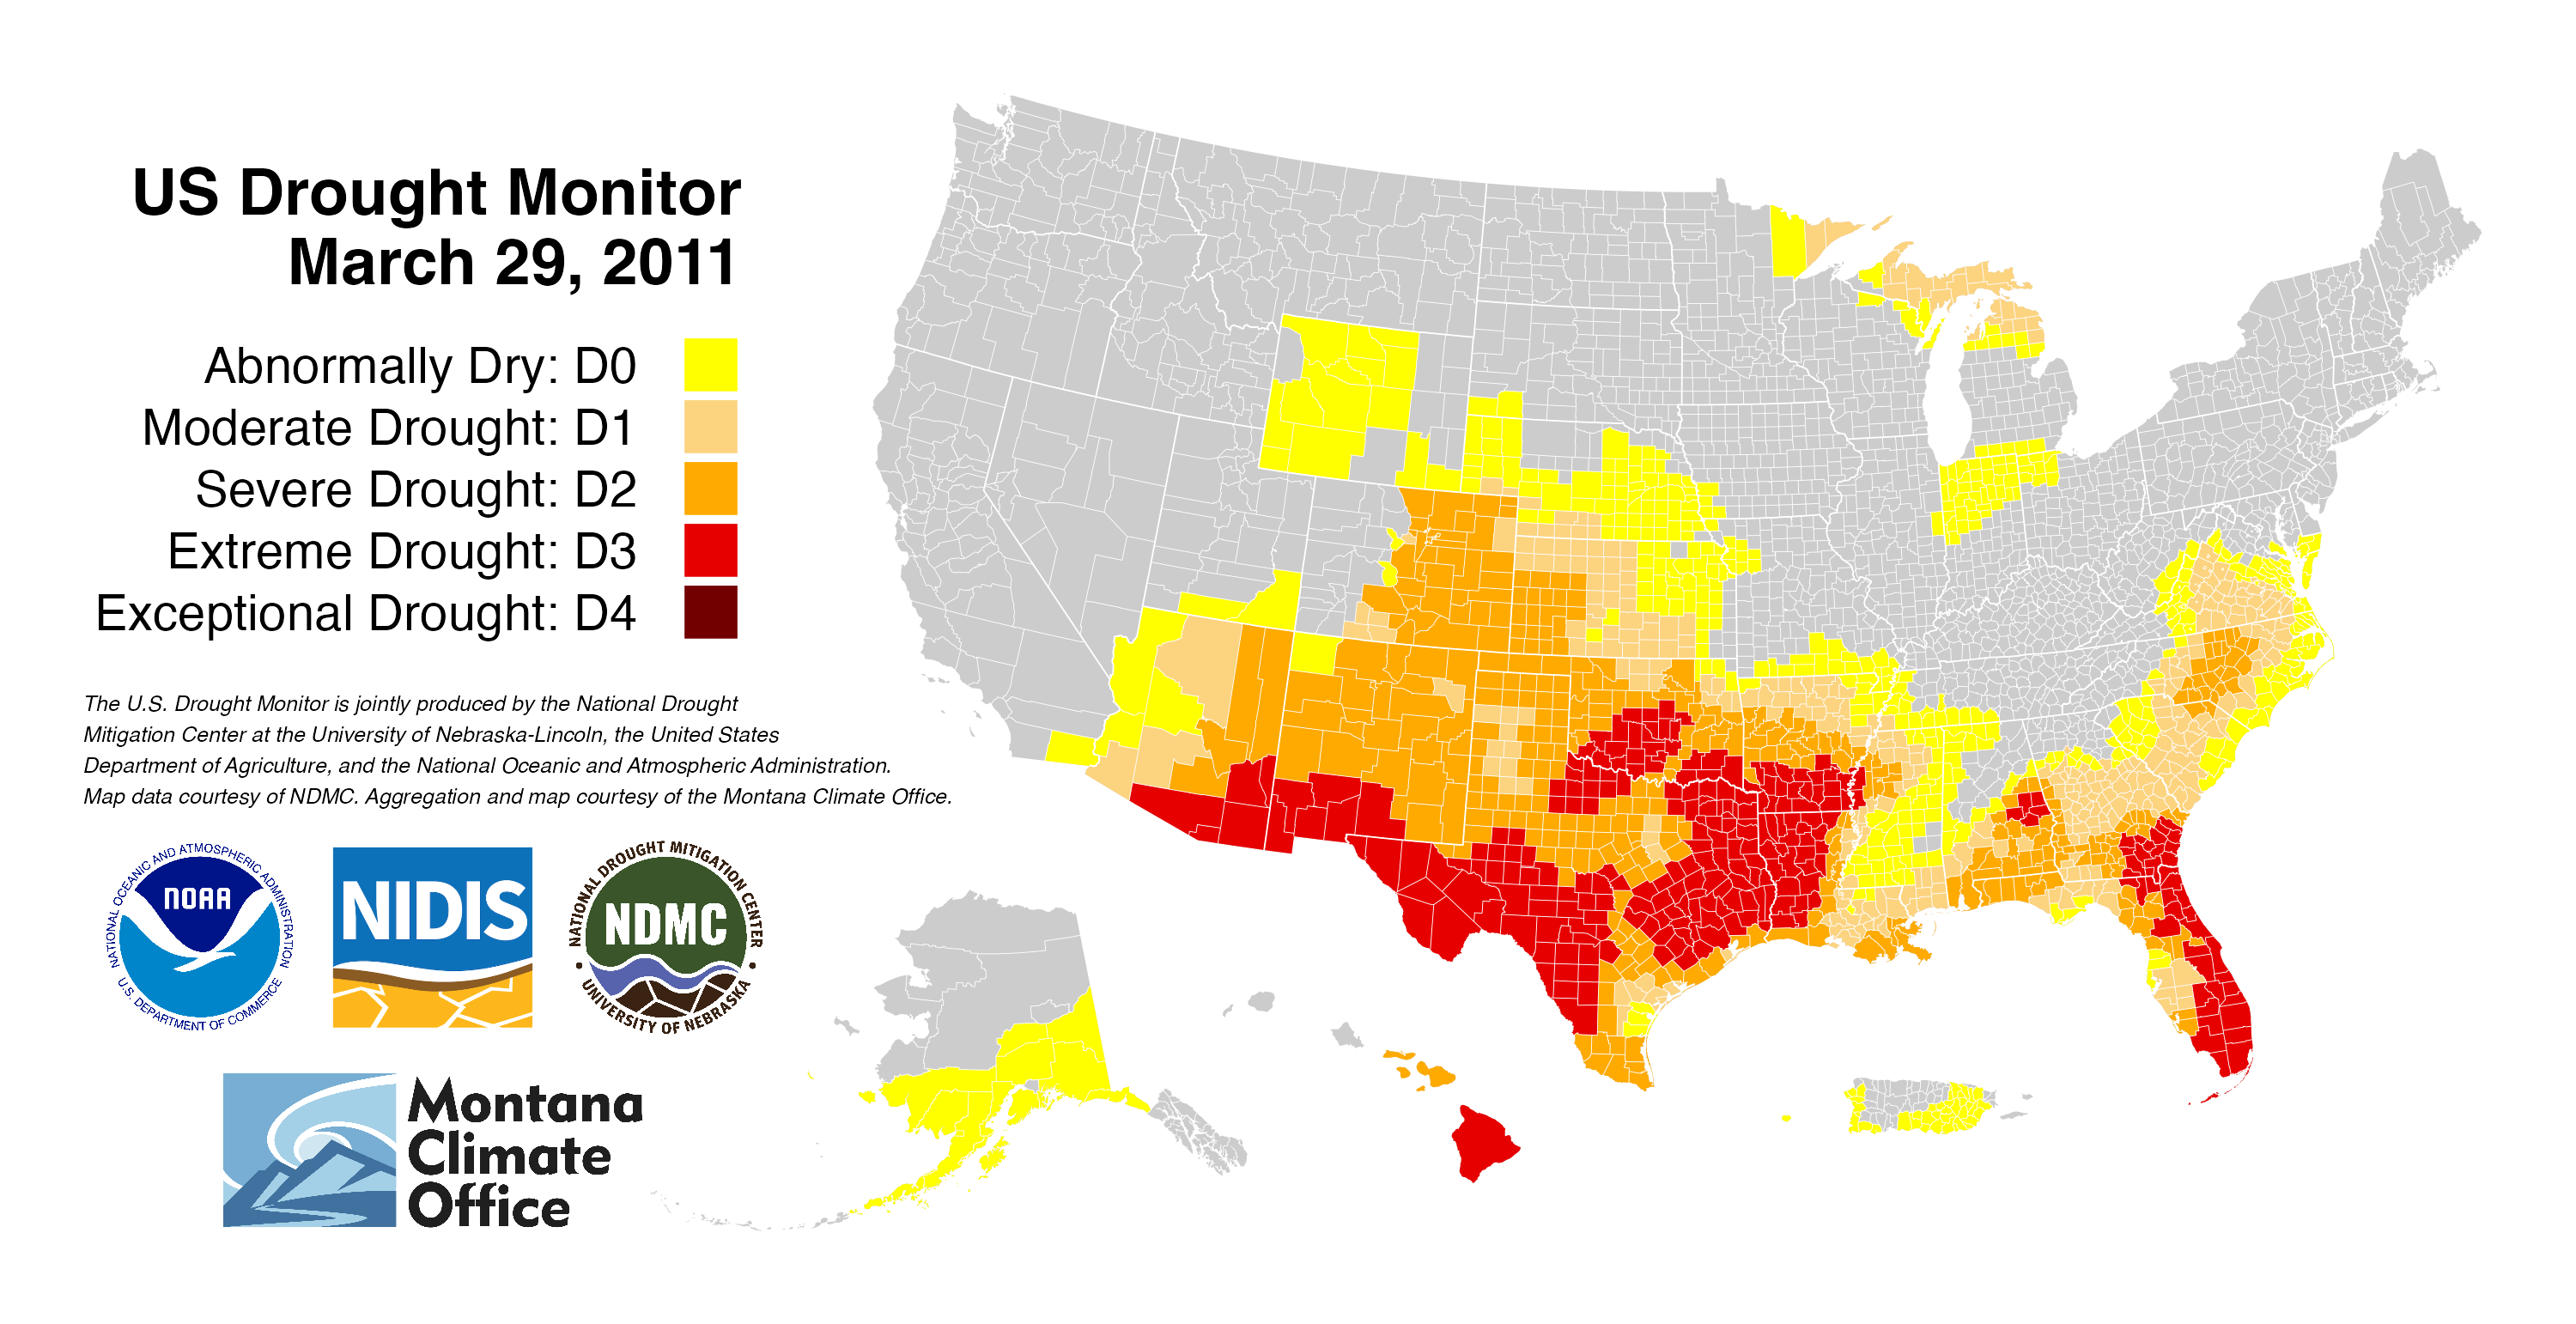 US Drought Monitor
March 29, 2011
Abnormally Dry: D0
Moderate Drought: D1
Severe Drought: D2
Extreme Drought: D3
Exceptional Drought: D4
The U.S. Drought Monitor is jointly produced by the National Drought
Mitigation Center at the University of Nebraska-Lincoln, the United States
Department of Agriculture, and the National Oceanic and Atmospheric Administration.
Map data courtesy of NDMC. Aggregation and map courtesy of the Montana Climate Office.
NATIONAL OCEANIC AND ATMOSPHERIC ADMINISTRATION
NOAA
U.S. DEPARTMENT OF COMMERCE
NIDIS
NATIONAL DROUGHT MITIGATION CENTER
NDMC
UNIVERSITY OF NEBRASKA
Montana
Climate
Office